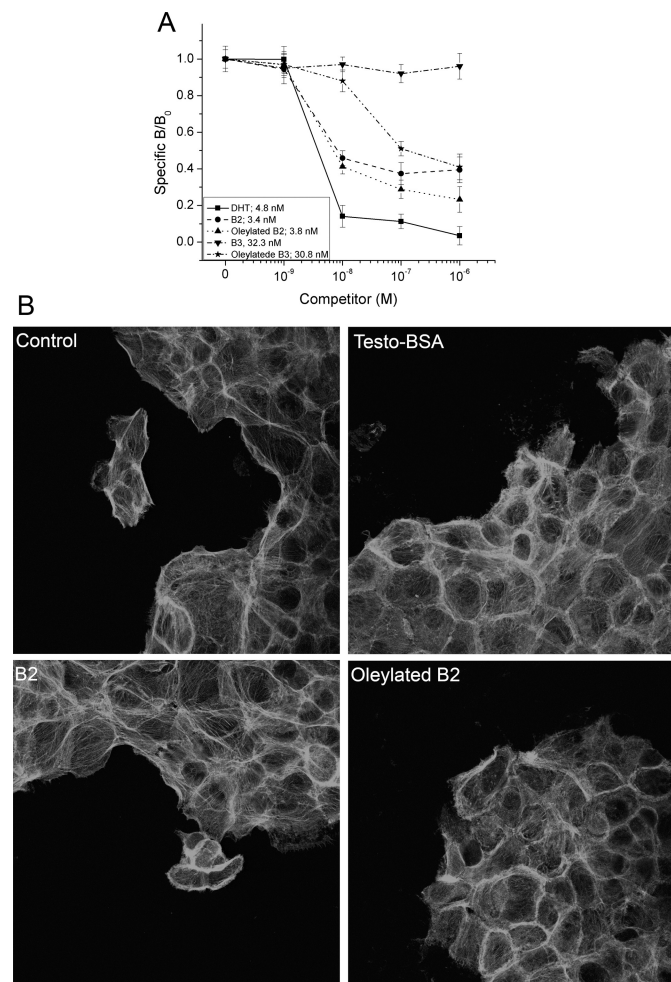 A
Specific B/B0
1.0
0.8
0.6
0.4
0.2
0.0
DHT; 4.8 nM
B2; 3.4 nM
Oleylated B2; 3.8 nM
B3, 32.3 nM
Oleylatede B3; 30.8 nM
0 10-9 10-8 10-7 10-6
Competitor (M)
B
Control
Testo-BSA
B2
Oleylated B2